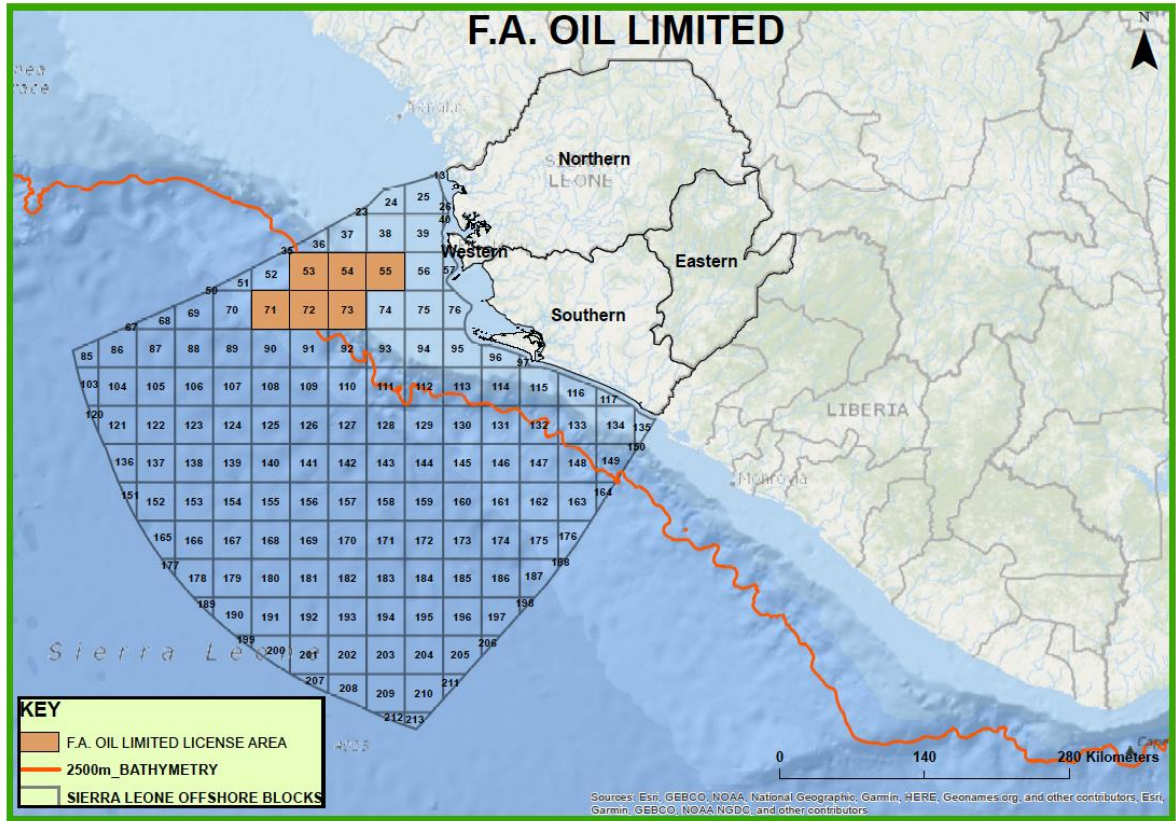 F.A. OIL LIMITED
N
Northern
SIERRA
LEONE
Western
Eastern
Southern
LIBERIA
Monrovia
13
23 24 25 26
40
35 36 37 38 39
50 51 52 53 54 55 56 57
67 68 69 70 71 72 73 74 75 76
85 86 87 88 89 90 91 92 93 94 95 96 97
103 104 105 106 107 108 109 110 111 112 113 114 115 116 117
120 121 122 123 124 125 126 127 128 129 130 131 132 133 134 135
136 137 138 139 140 141 142 143 144 145 146 147 148 149 150
151 152 153 154 155 156 157 158 159 160 161 162 163 164
165 166 167 168 169 170 171 172 173 174 175 176
177 178 179 180 181 182 183 184 185 186 187 188
189 190 191 192 193 194 195 196 197 198
199 200 201 202 203 204 205 206
207 208 209 210 211
212 213
Sierra Leone
KEY
F.A. OIL LIMITED LICENSE AREA
2500m_BATHYMETRY
SIERRA LEONE OFFSHORE BLOCKS
0 140 280 Kilometers
Sources: Esri, GEBCO, NOAA, National Geographic, Garmin, HERE, Geonames.org, and other contributors, Esri,
Garmin, GEBCO, NOAA NGDC, and other contributors